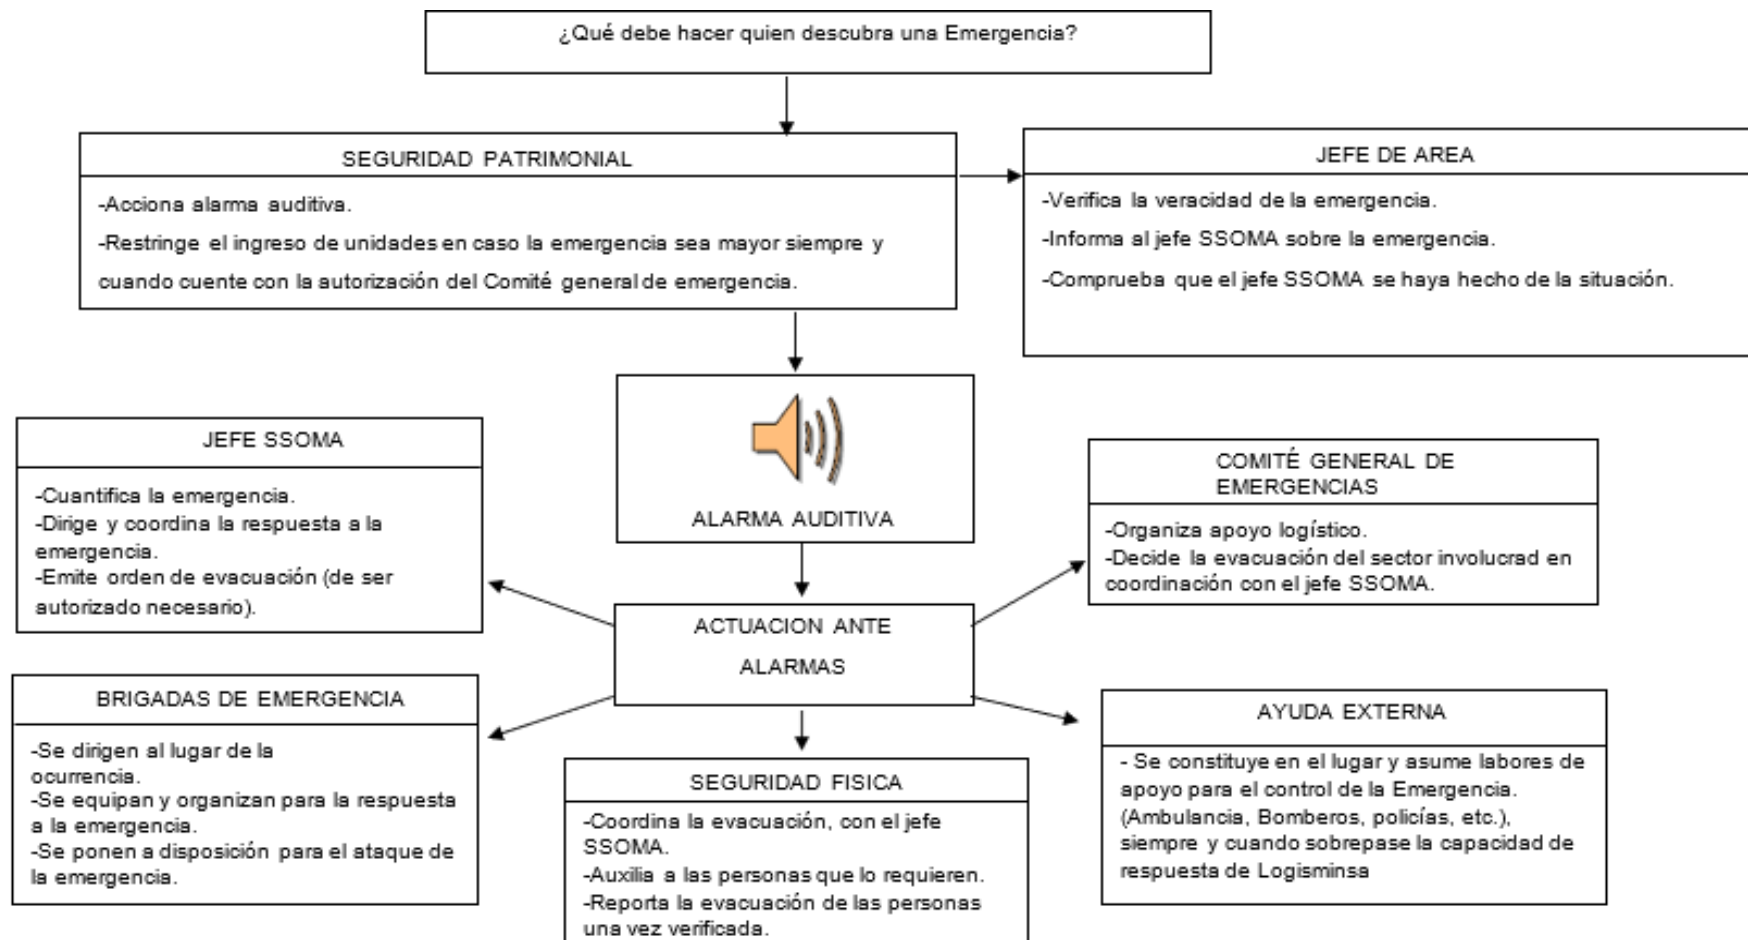 ¿Qué debe hacer quien descubra una Emergencia?
SEGURIDAD PATRIMONIAL
-Acciona alarma auditiva.
-Restringe el ingreso de unidades en caso la emergencia sea mayor siempre y
cuando cuente con la autorización del Comité general de emergencia.
JEFE DE AREA
-Verifica la veracidad de la emergencia.
-Informa al jefe SSOMA sobre la emergencia.
-Comprueba que el jefe SSOMA se haya hecho de la situación.
ALARMA AUDITIVA
JEFE SSOMA
-Cuantifica la emergencia.
-Dirige y coordina la respuesta a la
emergencia.
-Emite orden de evacuación (de ser
autorizado necesario).
COMITÉ GENERAL DE
EMERGENCIAS
-Organiza apoyo logístico.
-Decide la evacuación del sector involucrad en
coordinación con el jefe SSOMA.
ACTUACION ANTE
ALARMAS
BRIGADAS DE EMERGENCIA
-Se dirigen al lugar de la
ocurrencia.
-Se equipan y organizan para la respuesta
a la emergencia.
-Se ponen a disposición para el ataque de
la emergencia.
SEGURIDAD FISICA
-Coordina la evacuación, con el jefe
SSOMA.
-Auxilia a las personas que lo requieren.
-Reporta la evacuación de las personas
una vez verificada.
AYUDA EXTERNA
- Se constituye en el lugar y asume labores de
apoyo para el control de la Emergencia.
(Ambulancia, Bomberos, policías, etc.),
siempre y cuando sobrepase la capacidad de
respuesta de Logisminsa